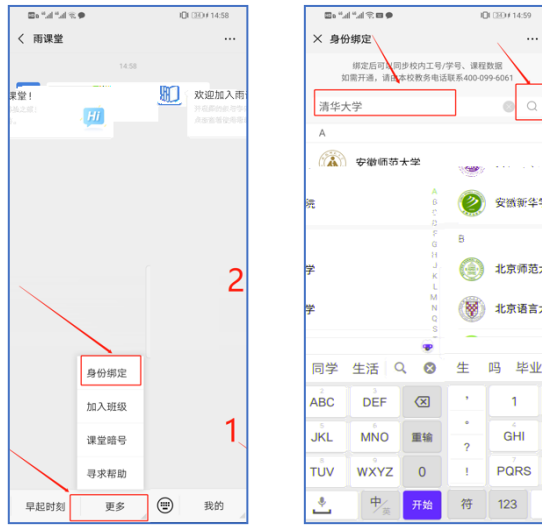 14:58
雨课堂
14:58
课堂!
欢迎加入雨
Hi
2
身份绑定
加入班级
课堂暗号
1
寻求帮助
早起时刻
更多
我的
14:59
身份绑定
绑定后可以同步校内工号/学号、课程数据
如需开通，请由本校教务电话联系400-099-6061
清华大学
A
安徽师范大学
院
安徽新华学
A
B
C
D
F
G
H
J
K
L
M
N
Q
S
B
学
北京师范大
学
北京语言大
同学 生活 生 吗 毕业
ABC DEF , 1
JKL MNO 重输 ? GHI
TUV WXYZ 0 ! PQRS
中/英 开始 符 123